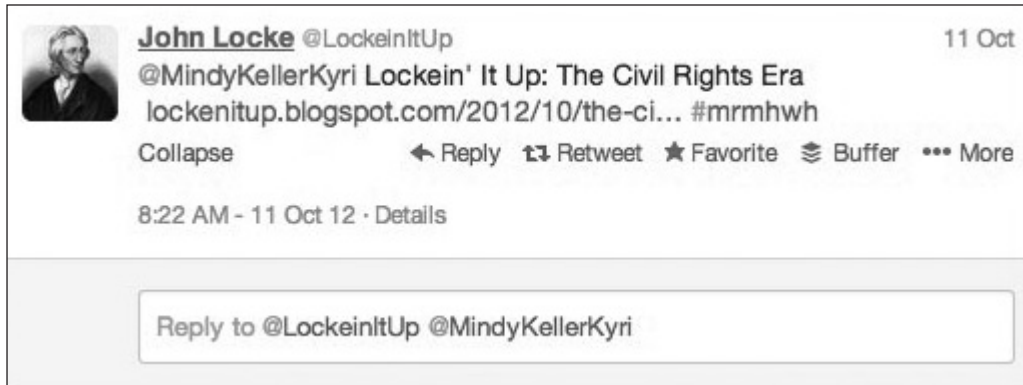 John Locke @LockeinItUp 11 Oct
@MindyKellerKyri Lockein' It Up: The Civil Rights Era
lockenitup.blogspot.com/2012/10/the-ci... #mrmhwh
Collapse Reply Retweet Favorite Buffer More
8:22 AM - 11 Oct 12 · Details
Reply to @LockeinItUp @MindyKellerKyri